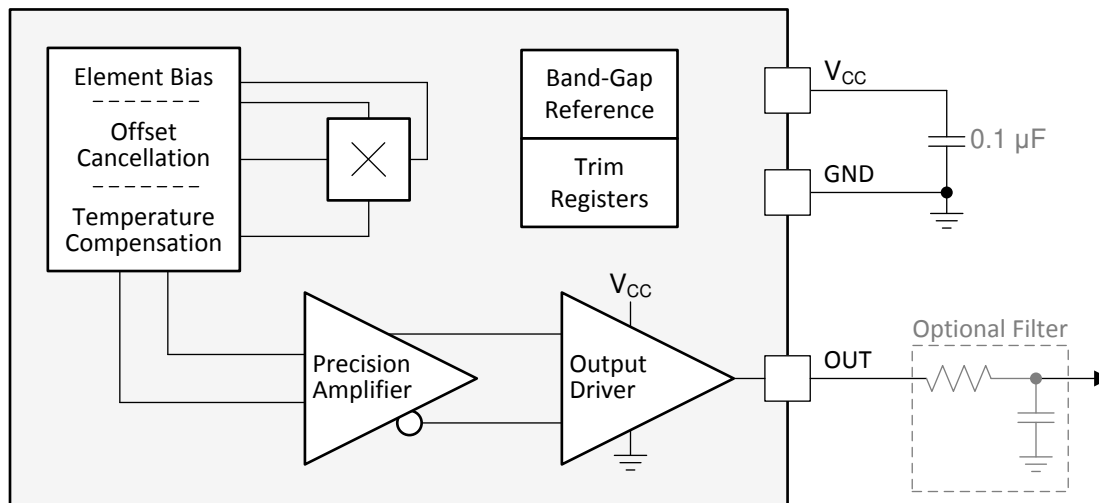 Element Bias
Offset
Cancellation
Temperature
Compensation
Band-Gap
Reference
Trim
Registers
VCC
0.1 µF
GND
VCC
Precision
Amplifier
Output
Driver
OUT
Optional Filter